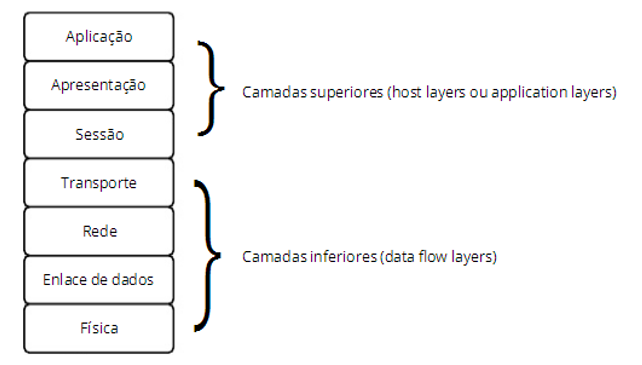 Aplicação
Apresentação
Sessão
Camadas superiores (host layers ou application layers)
Transporte
Rede
Enlace de dados
Física
Camadas inferiores (data flow layers)